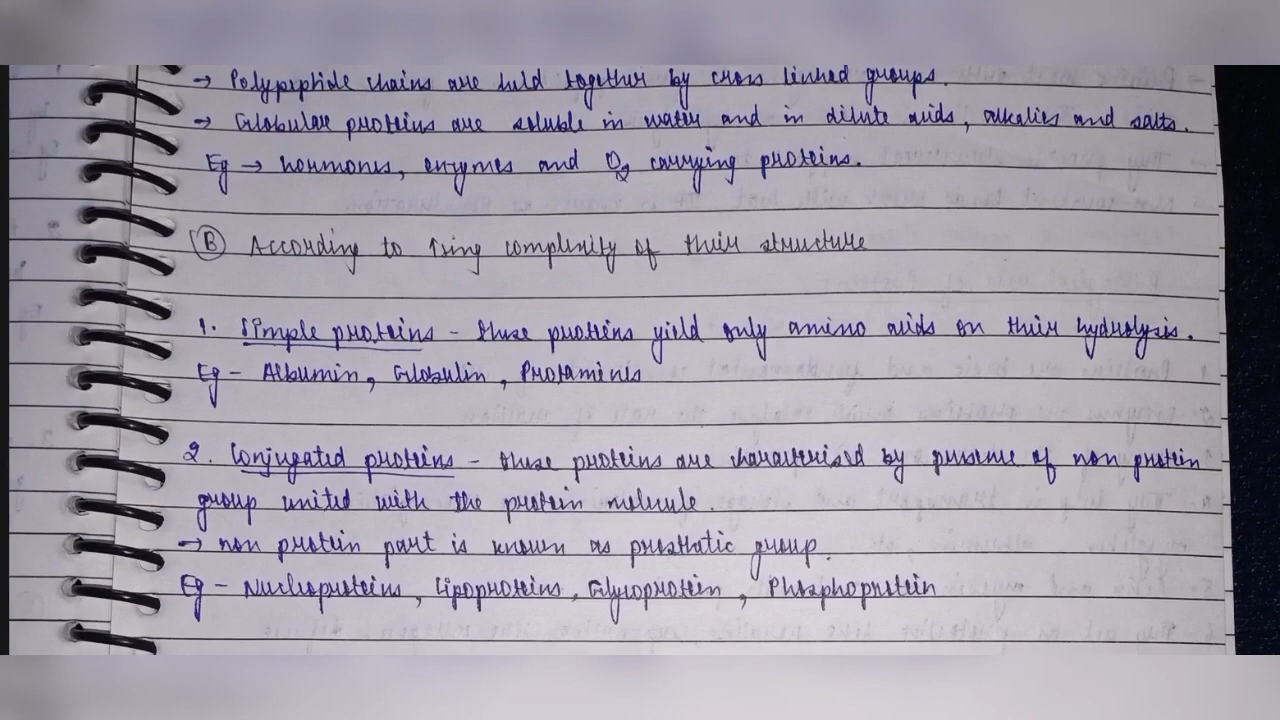 → Polypeptide chains are held together by cross linked groups.
→ Globular proteins are soluble in water and in dilute acids, alkalies and salts.
Eg → hormones, enzymes and O2 carrying proteins.
(B) According to ↑sing complexity of their structure
1. Simple proteins - these proteins yield only amino acids on their hydrolysis.
Eg - Albumin, Globulin, Protamines
2. Conjugated proteins - these proteins are characterised by presence of non protein
group united with the protein molecule.
→ non protein part is known as prosthatic group.
Eg - Nucleoproteins, Lipoproteins, Glycoprotein, Phosphoprotein